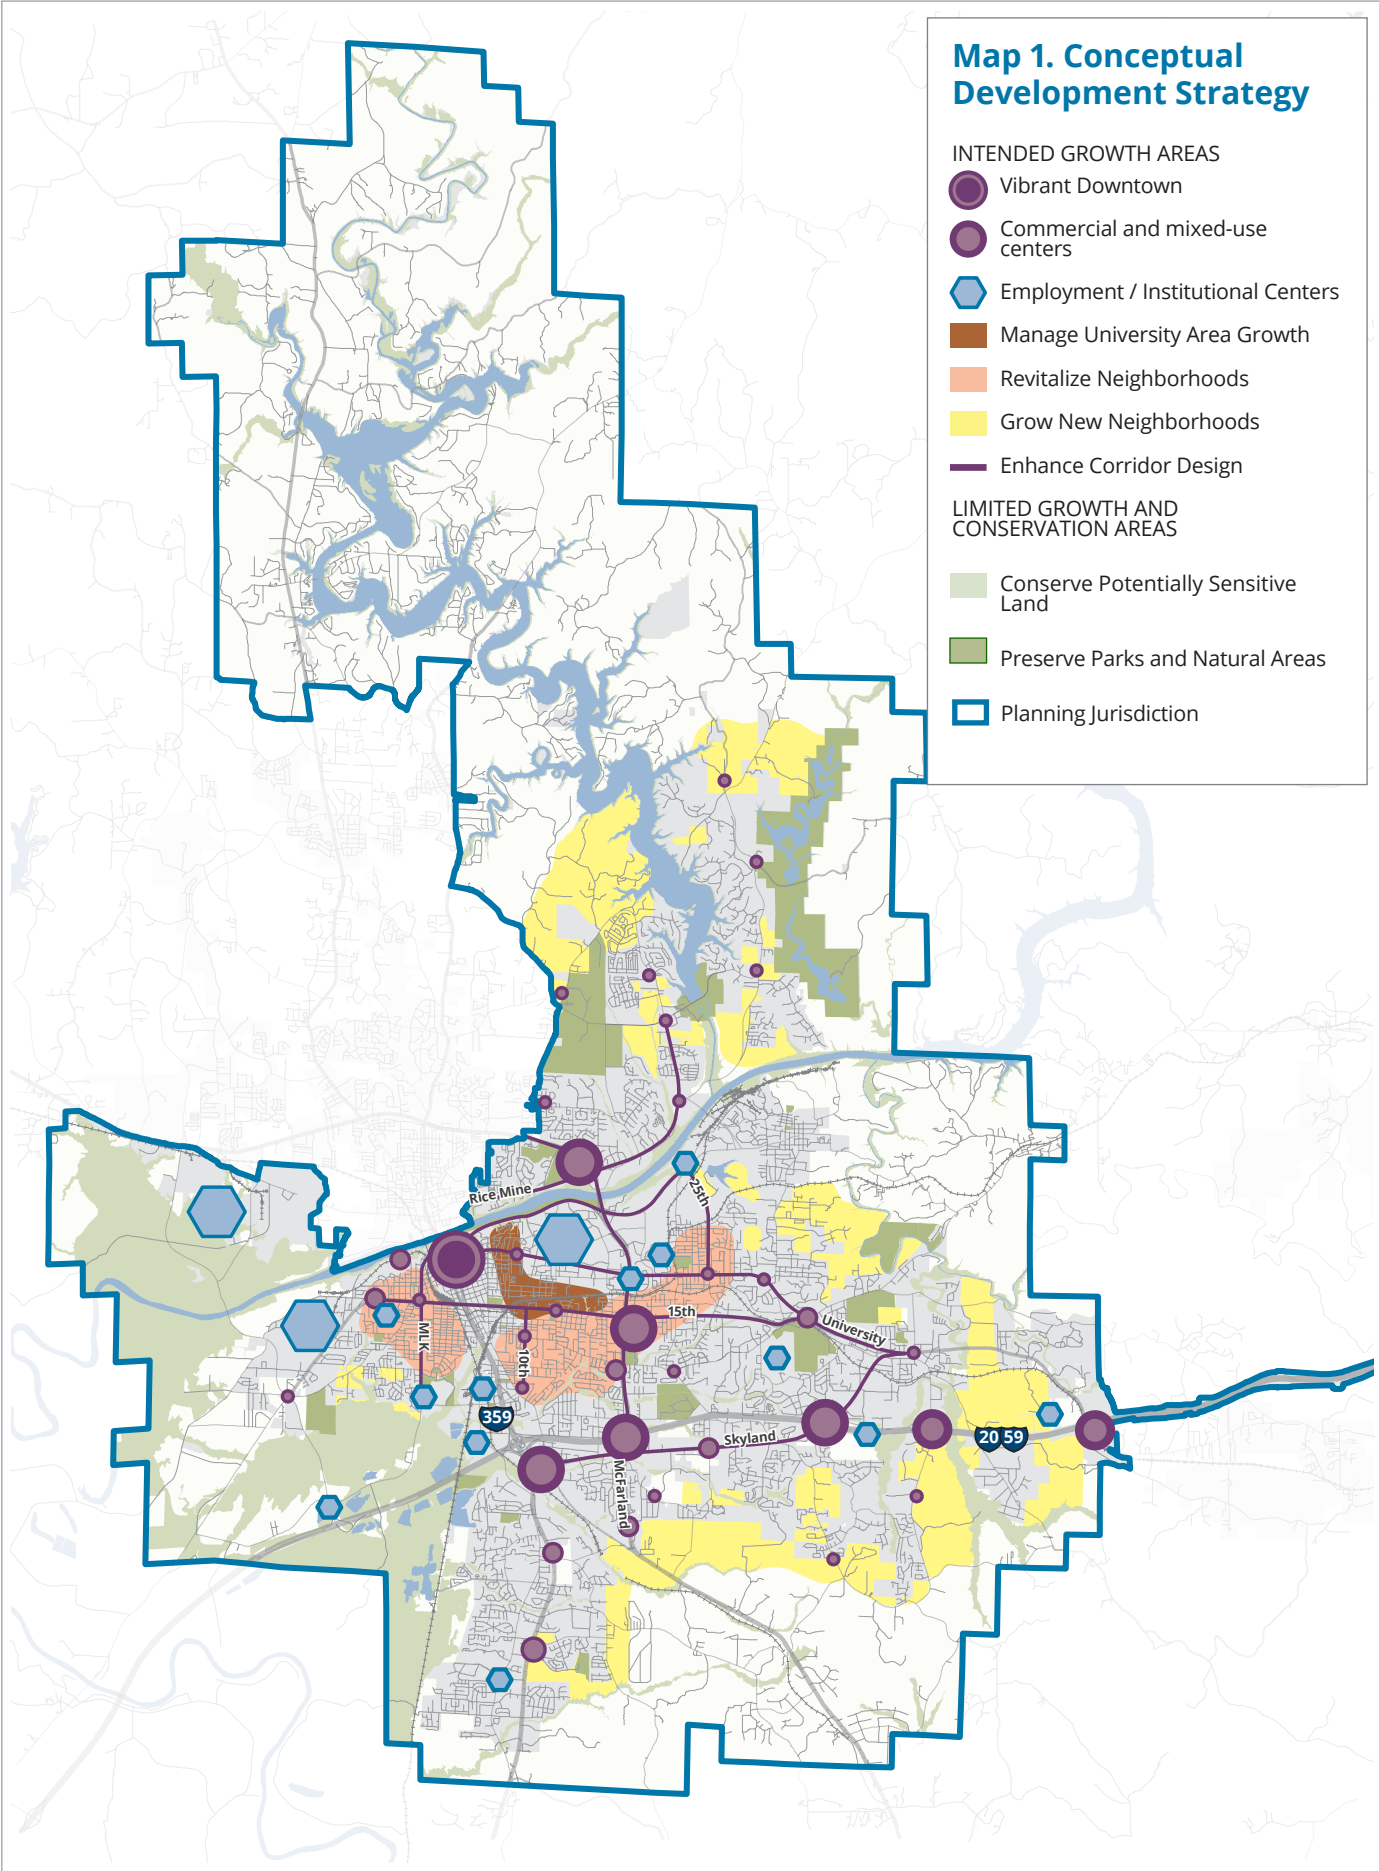 Map 1. Conceptual
Development Strategy
INTENDED GROWTH AREAS
Vibrant Downtown
Commercial and mixed-use
centers
Employment / Institutional Centers
Manage University Area Growth
Revitalize Neighborhoods
Grow New Neighborhoods
Enhance Corridor Design
LIMITED GROWTH AND
CONSERVATION AREAS
Conserve Potentially Sensitive
Land
Preserve Parks and Natural Areas
Planning Jurisdiction
Rice Mine
25th
15th
University
MLK
10th
359
Skyland
20 59
McFarland